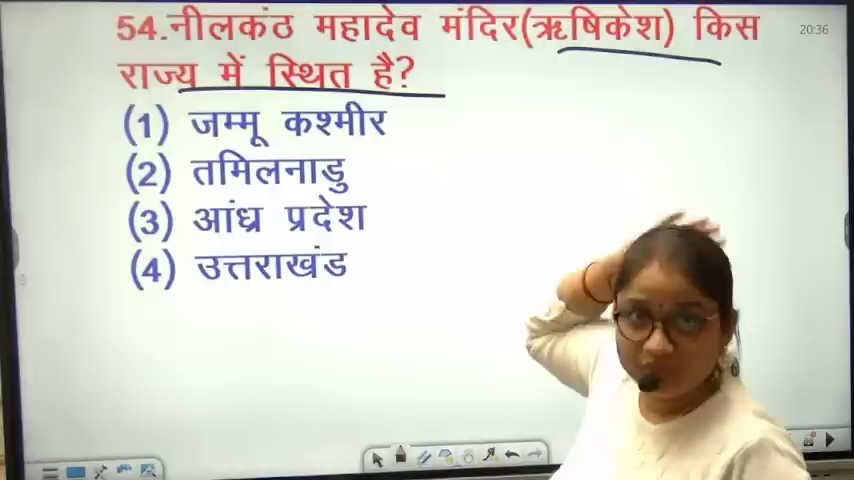 20:36
54.नीलकंठ महादेव मंदिर(ऋषिकेश) किस
राज्य में स्थित है?
(1) जम्मू कश्मीर
(2) तमिलनाडु
(3) आंध्र प्रदेश
(4) उत्तराखंड